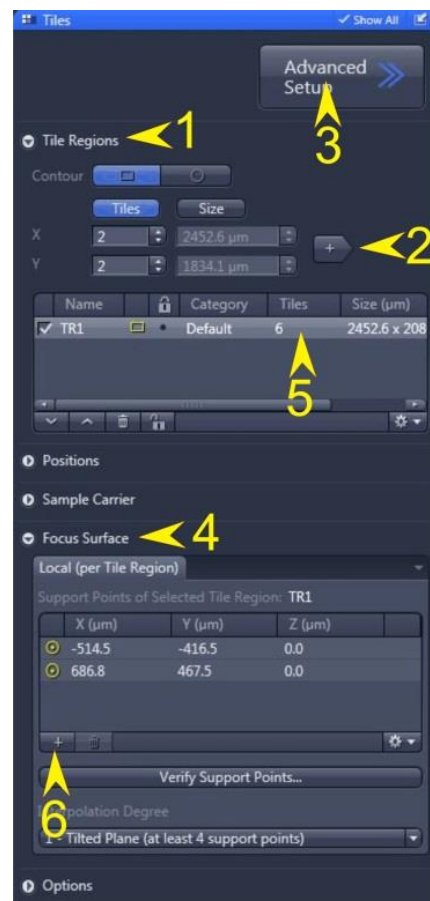 Tiles
Show All
Advanced
Setup
3
Tile Regions
1
Contour
Tiles Size
X 2 2452.6 µm
+ 2
Y 2 1834.1 µm
Name Category Tiles Size (µm)
TR1 Default 6 2452.6 x 208
5
Positions
Sample Carrier
Focus Surface
4
Local (per Tile Region)
Support Points of Selected Tile Region: TR1
X (µm) Y (µm) Z (µm)
-514.5 -416.5 0.0
686.8 467.5 0.0
+
Verify Support Points...
6
Degree
1 - Tilted Plane (at least 4 support points)
Options